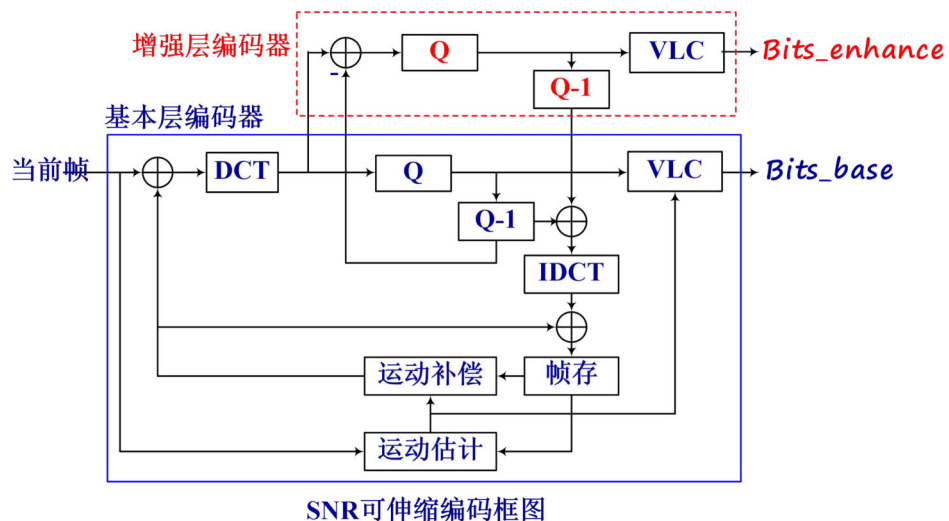 增强层编码器
Q
VLC
Bits_enhance
-
Q-1
基本层编码器
当前帧
DCT
Q
VLC
Bits_base
Q-1
IDCT
运动补偿
帧存
运动估计
SNR可伸缩编码框图